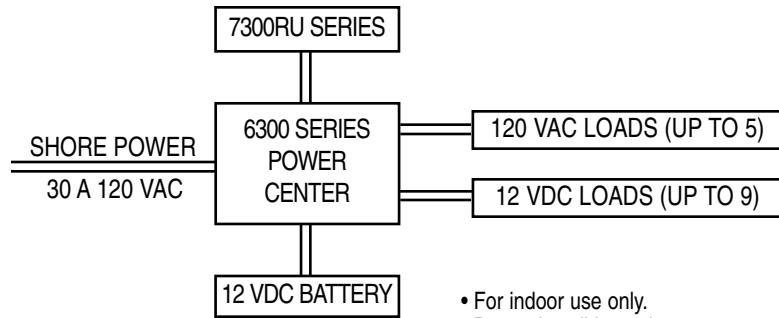 7300RU SERIES
SHORE POWER
30 A 120 VAC
6300 SERIES
POWER
CENTER
120 VAC LOADS (UP TO 5)
12 VDC LOADS (UP TO 9)
12 VDC BATTERY
• For indoor use only.